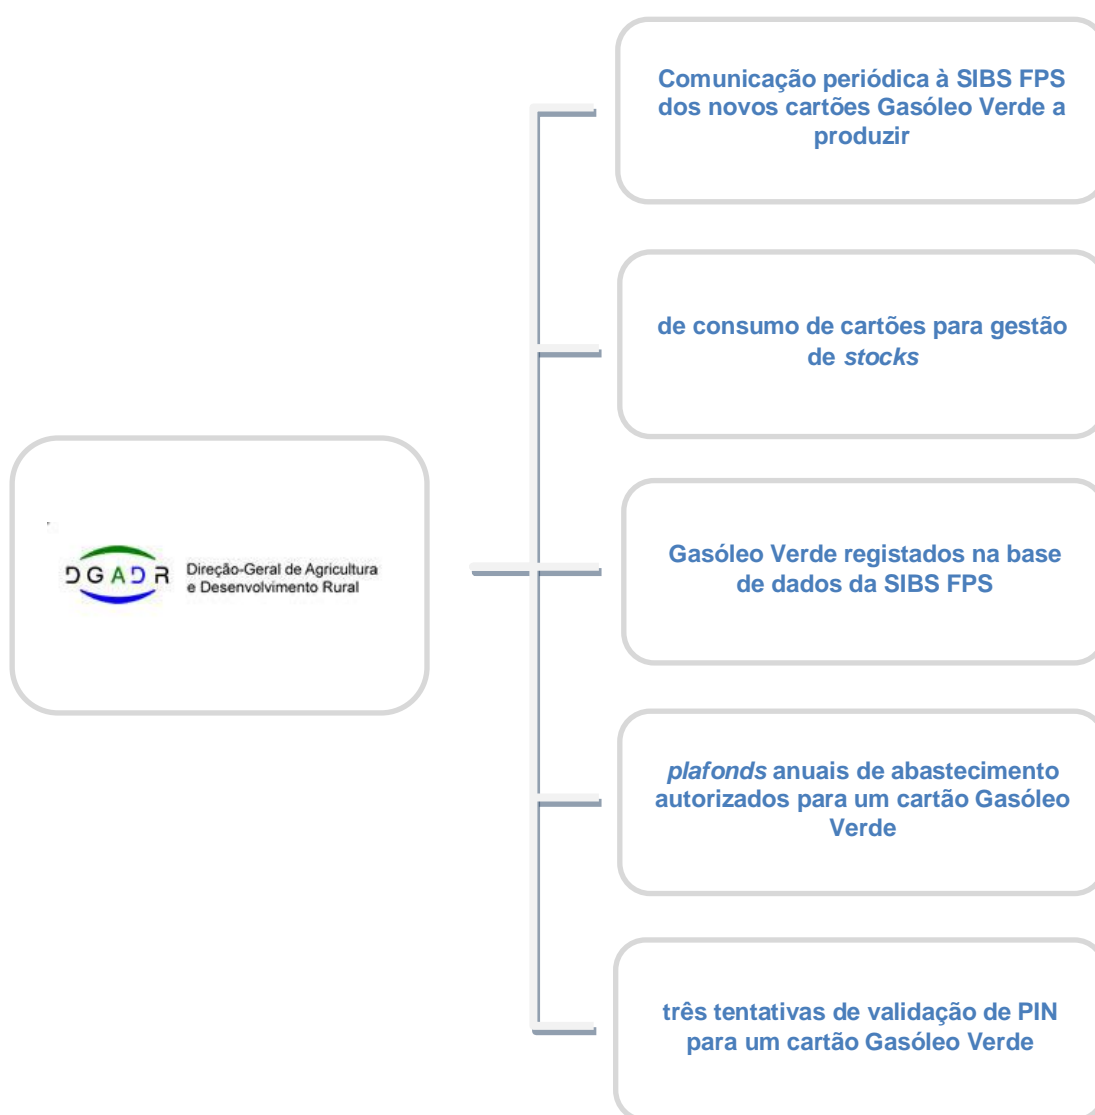 Comunicação periódica à SIBS FPS
dos novos cartões Gasóleo Verde a
produzir
de consumo de cartões para gestão
de stocks
DGADR
Direção-Geral de Agricultura
e Desenvolvimento Rural
Gasóleo Verde registados na base
de dados da SIBS FPS
plafonds anuais de abastecimento
autorizados para um cartão Gasóleo
Verde
três tentativas de validação de PIN
para um cartão Gasóleo Verde